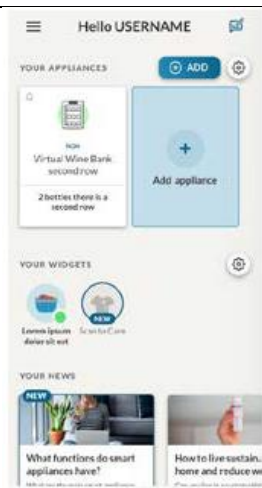 Hello USERNAME
YOUR APPLIANCES
ADD
Virtual Wine Bank
second row
2 bottles there is a
second row
Add appliance
YOUR WIDGETS
NEW
Lorem ipsum
dolor sit aet
Scan to Care
YOUR NEWS
NEW
What functions do smart
appliances have?
How to live sustain..
home and reduce we